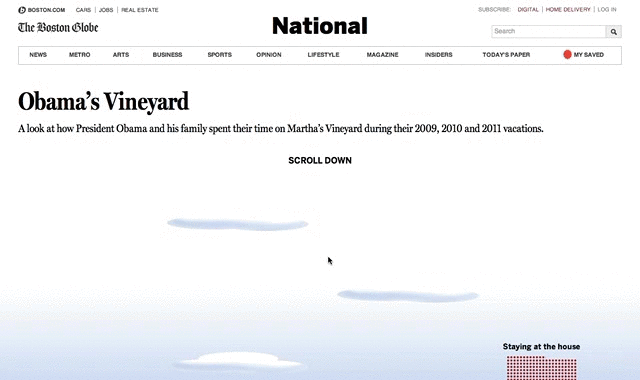 BOSTON.COM CARS | JOBS | REAL ESTATE
SUBSCRIBE: DIGITAL | HOME DELIVERY | LOG IN
The Boston Globe
National
Search
NEWS METRO ARTS BUSINESS SPORTS OPINION LIFESTYLE MAGAZINE INSIDERS TODAY'S PAPER MY SAVED
Obama's Vineyard
A look at how President Obama and his family spent their time on Martha's Vineyard during their 2009, 2010 and 2011 vacations.
SCROLL DOWN
Staying at the house